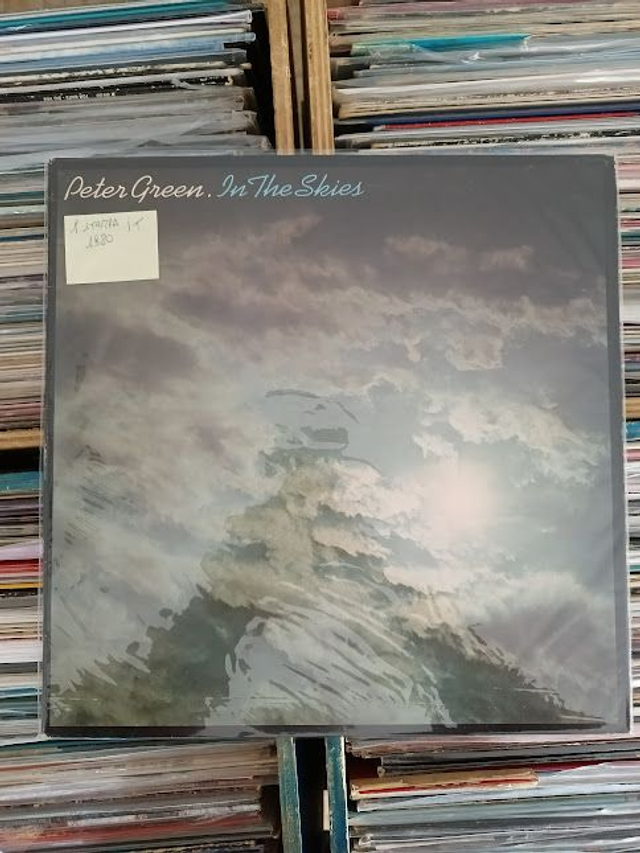 Peter Green. In The Skies
1 STAMPA IT
1980